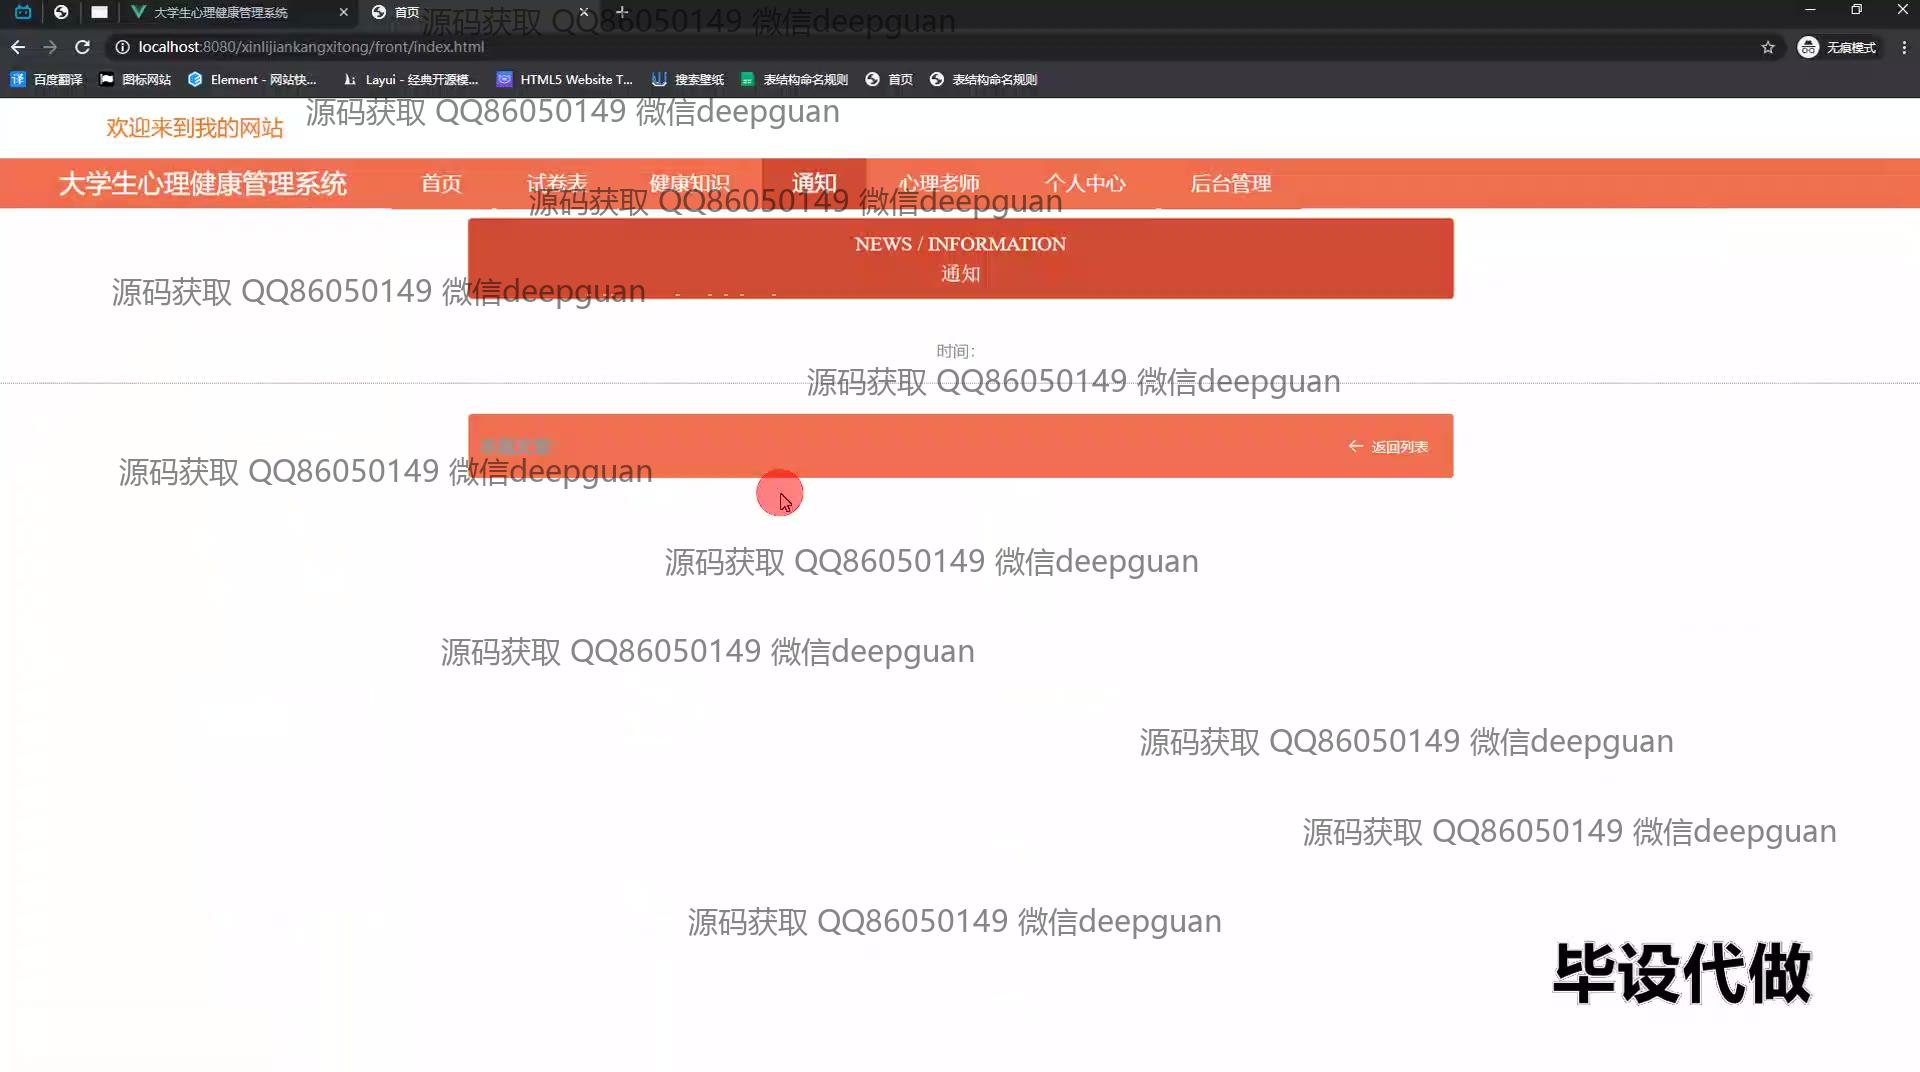 大学生心理健康管理系统
首页
源码获取 QQ86050149 微信deepguan
localhost:8080/xinlijiankangxitong/front/index.html
无痕模式
百度翻译
图标网站
Element - 网站快...
Layui - 经典开源模...
HTML5 Website T...
搜索壁纸
表结构命名规则
首页
表结构命名规则
欢迎来到我的网站
源码获取 QQ86050149 微信deepguan
大学生心理健康管理系统
首页
试卷表
健康知识
通知
心理老师
个人中心
后台管理
源码获取 QQ86050149 微信deepguan
NEWS / INFORMATION
通知
源码获取 QQ86050149 微信deepguan
时间:
源码获取 QQ86050149 微信deepguan
返回列表
源码获取 QQ86050149 微信deepguan
源码获取 QQ86050149 微信deepguan
源码获取 QQ86050149 微信deepguan
源码获取 QQ86050149 微信deepguan
源码获取 QQ86050149 微信deepguan
源码获取 QQ86050149 微信deepguan
毕设代做